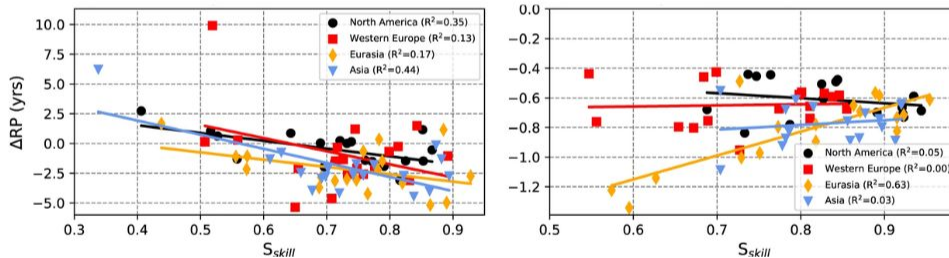 10.0
7.5
5.0
2.5
0.0
−2.5
−5.0
ΔRP (yrs)
North America (R²=0.35)
Western Europe (R²=0.13)
Eurasia (R²=0.17)
Asia (R²=0.44)
0.3 0.4 0.5 0.6 0.7 0.8 0.9
Sskill
0.0
−0.2
−0.4
−0.6
−0.8
−1.0
−1.2
North America (R²=0.05)
Western Europe (R²=0.00)
Eurasia (R²=0.63)
Asia (R²=0.03)
0.5 0.6 0.7 0.8 0.9
Sskill